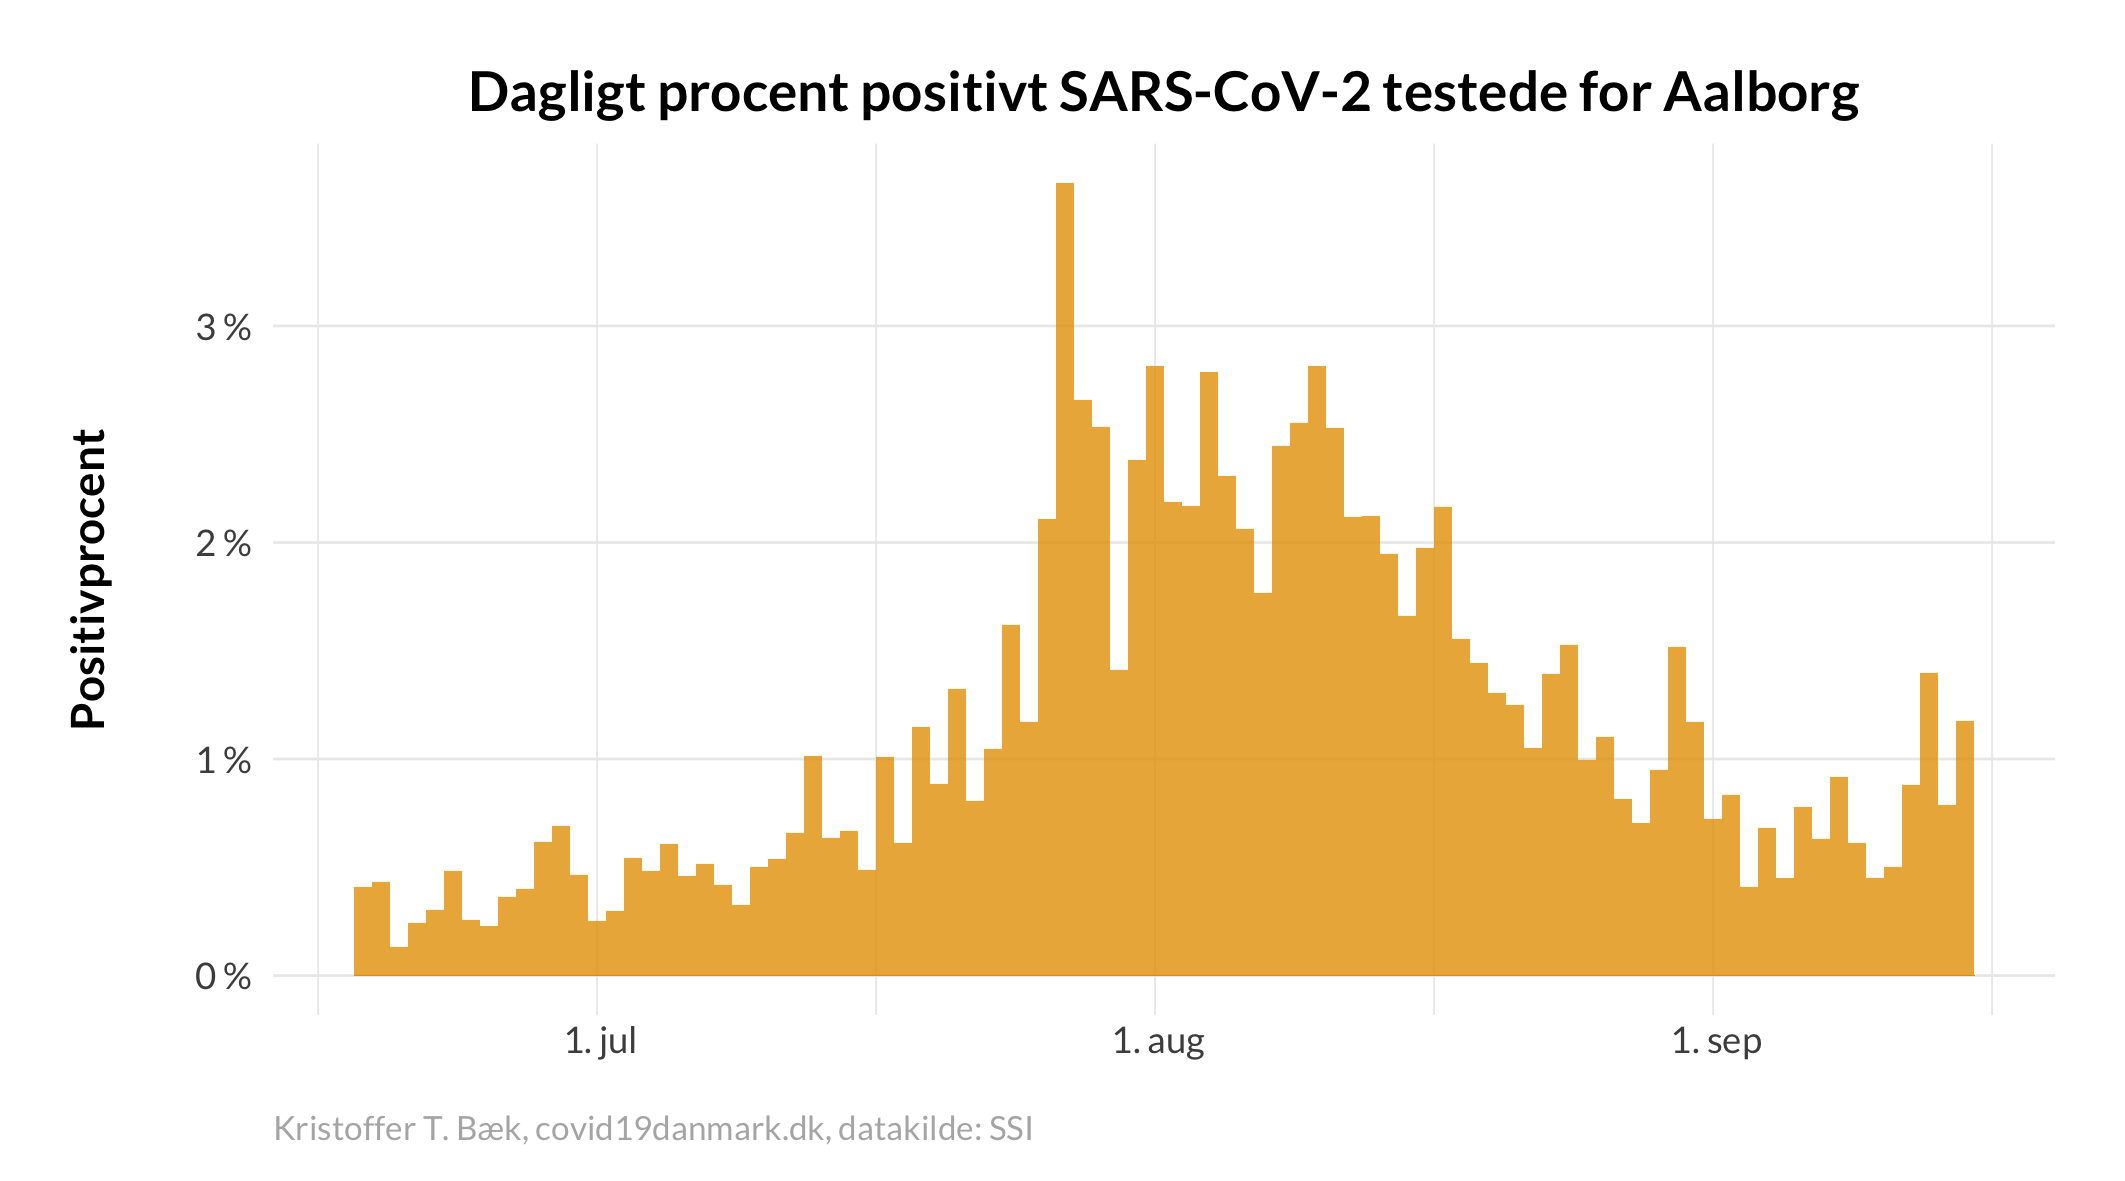 Dagligt procent positivt SARS-CoV-2 testede for Aalborg
Positivprocent
3 %
2 %
1 %
0 %
1. jul
1. aug
1. sep
Kristoffer T. Bæk, covid19danmark.dk, datakilde: SSI